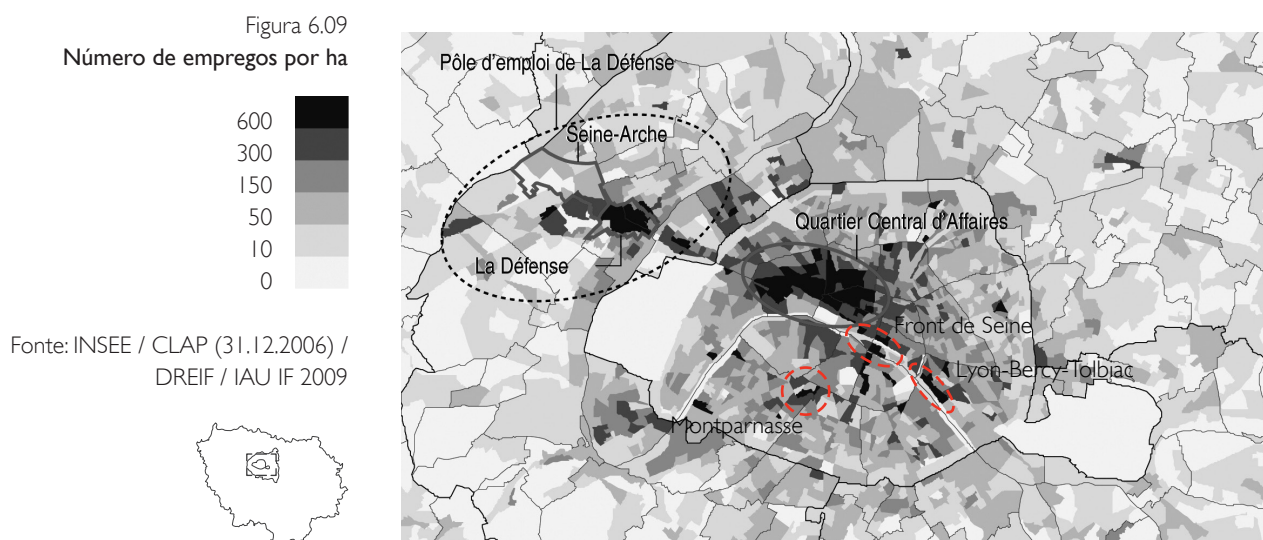 Figura 6.09
Número de empregos por ha
600
300
150
50
10
0
Fonte: INSEE / CLAP (31.12.2006) /
DREIF / IAU IF 2009
Pôle d'emploi de La Défense
Seine-Arche
La Défense
Quartier Central d'Affaires
Front de Seine
Lyon-Bercy-Tolbiac
Montparnasse